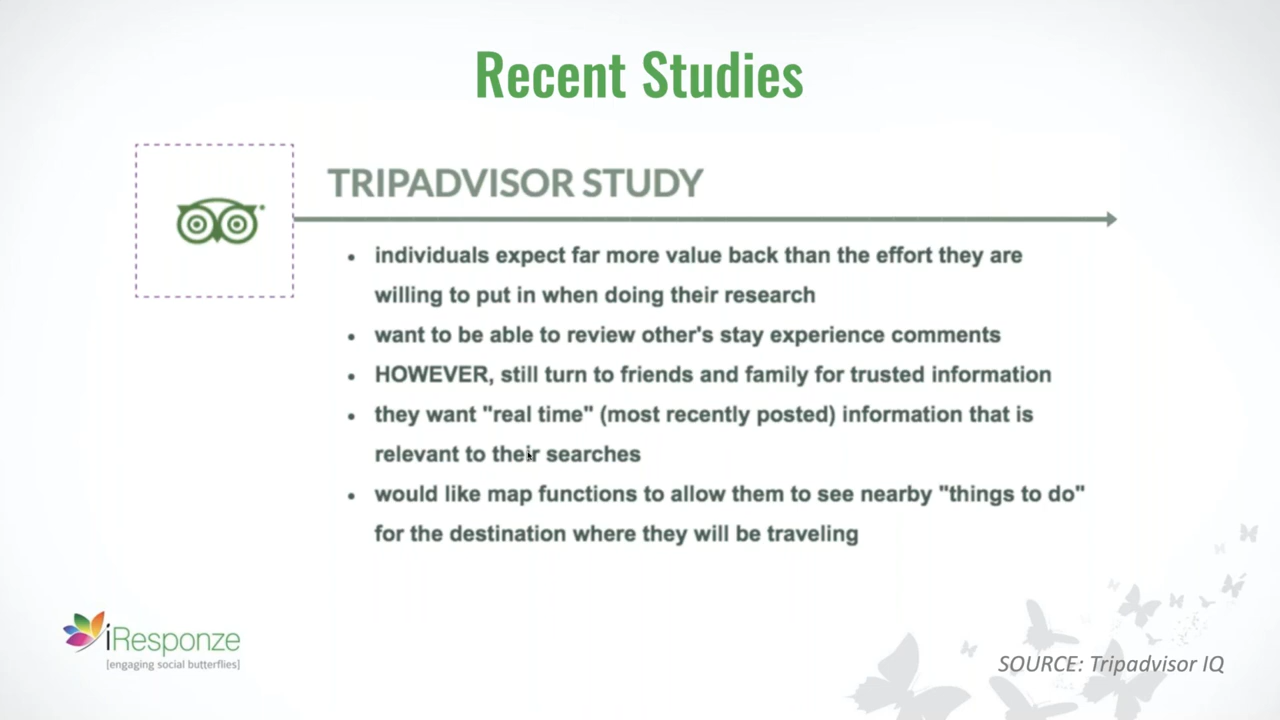 Recent Studies
TRIPADVISOR STUDY
• individuals expect far more value back than the effort they are
willing to put in when doing their research
• want to be able to review other's stay experience comments
• HOWEVER, still turn to friends and family for trusted information
• they want "real time" (most recently posted) information that is
relevant to their searches
• would like map functions to allow them to see nearby "things to do"
for the destination where they will be traveling
iResponze
[engaging social butterflies]
SOURCE: Tripadvisor IQ